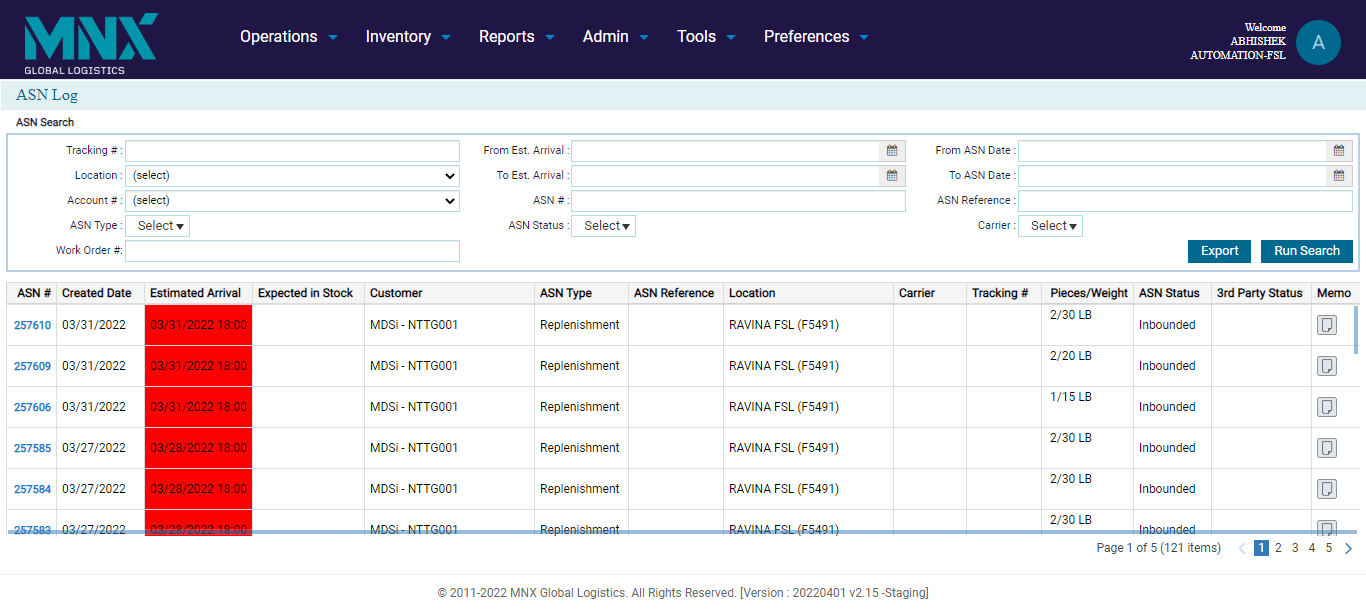 MNX
GLOBAL LOGISTICS
Operations Inventory Reports Admin Tools Preferences
Welcome
ABHISHEK
AUTOMATION-FSL
A
ASN Log
ASN Search
Tracking # : From Est. Arrival : From ASN Date :
Location : (select) To Est. Arrival : To ASN Date :
Account # : (select) ASN # : ASN Reference :
ASN Type : Select ASN Status : Select Carrier : Select
Work Order #: Export Run Search
ASN # Created Date Estimated Arrival Expected in Stock Customer ASN Type ASN Reference Location Carrier Tracking # Pieces/Weight ASN Status 3rd Party Status Memo
257610 03/31/2022 03/31/2022 18:00 MDSi - NTTG001 Replenishment RAVINA FSL (F5491) 2/30 LB Inbounded
257609 03/31/2022 03/31/2022 18:00 MDSi - NTTG001 Replenishment RAVINA FSL (F5491) 2/20 LB Inbounded
257606 03/31/2022 03/31/2022 18:00 MDSi - NTTG001 Replenishment RAVINA FSL (F5491) 1/15 LB Inbounded
257585 03/27/2022 03/28/2022 18:00 MDSi - NTTG001 Replenishment RAVINA FSL (F5491) 2/30 LB Inbounded
257584 03/27/2022 03/28/2022 18:00 MDSi - NTTG001 Replenishment RAVINA FSL (F5491) 2/30 LB Inbounded
257583 03/27/2022 03/28/2022 18:00 MDSi - NTTG001 Replenishment RAVINA FSL (F5491) 2/30 LB Inbounded
Page 1 of 5 (121 items) 1 2 3 4 5
© 2011-2022 MNX Global Logistics. All Rights Reserved. [Version : 20220401 v2.15 -Staging]